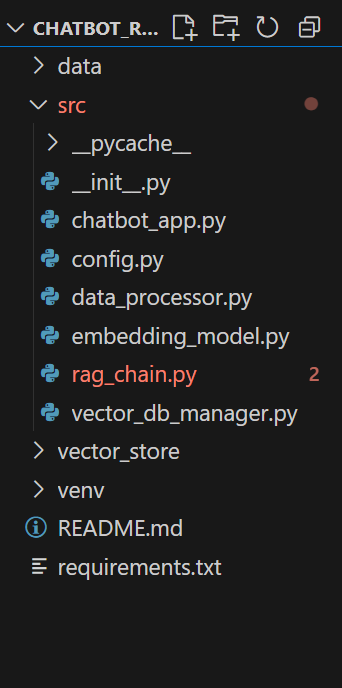 CHATBOT_R...
data
src
__pycache__
__init__.py
chatbot_app.py
config.py
data_processor.py
embedding_model.py
rag_chain.py 2
vector_db_manager.py
vector_store
venv
README.md
requirements.txt